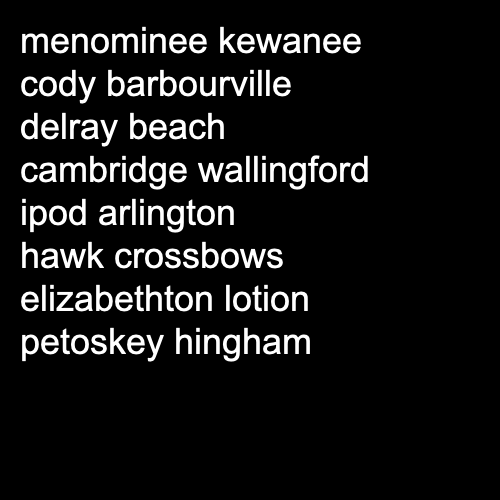 menominee kewanee
cody barbourville
delray beach
cambridge wallingford
ipod arlington
hawk crossbows
elizabethton lotion
petoskey hingham